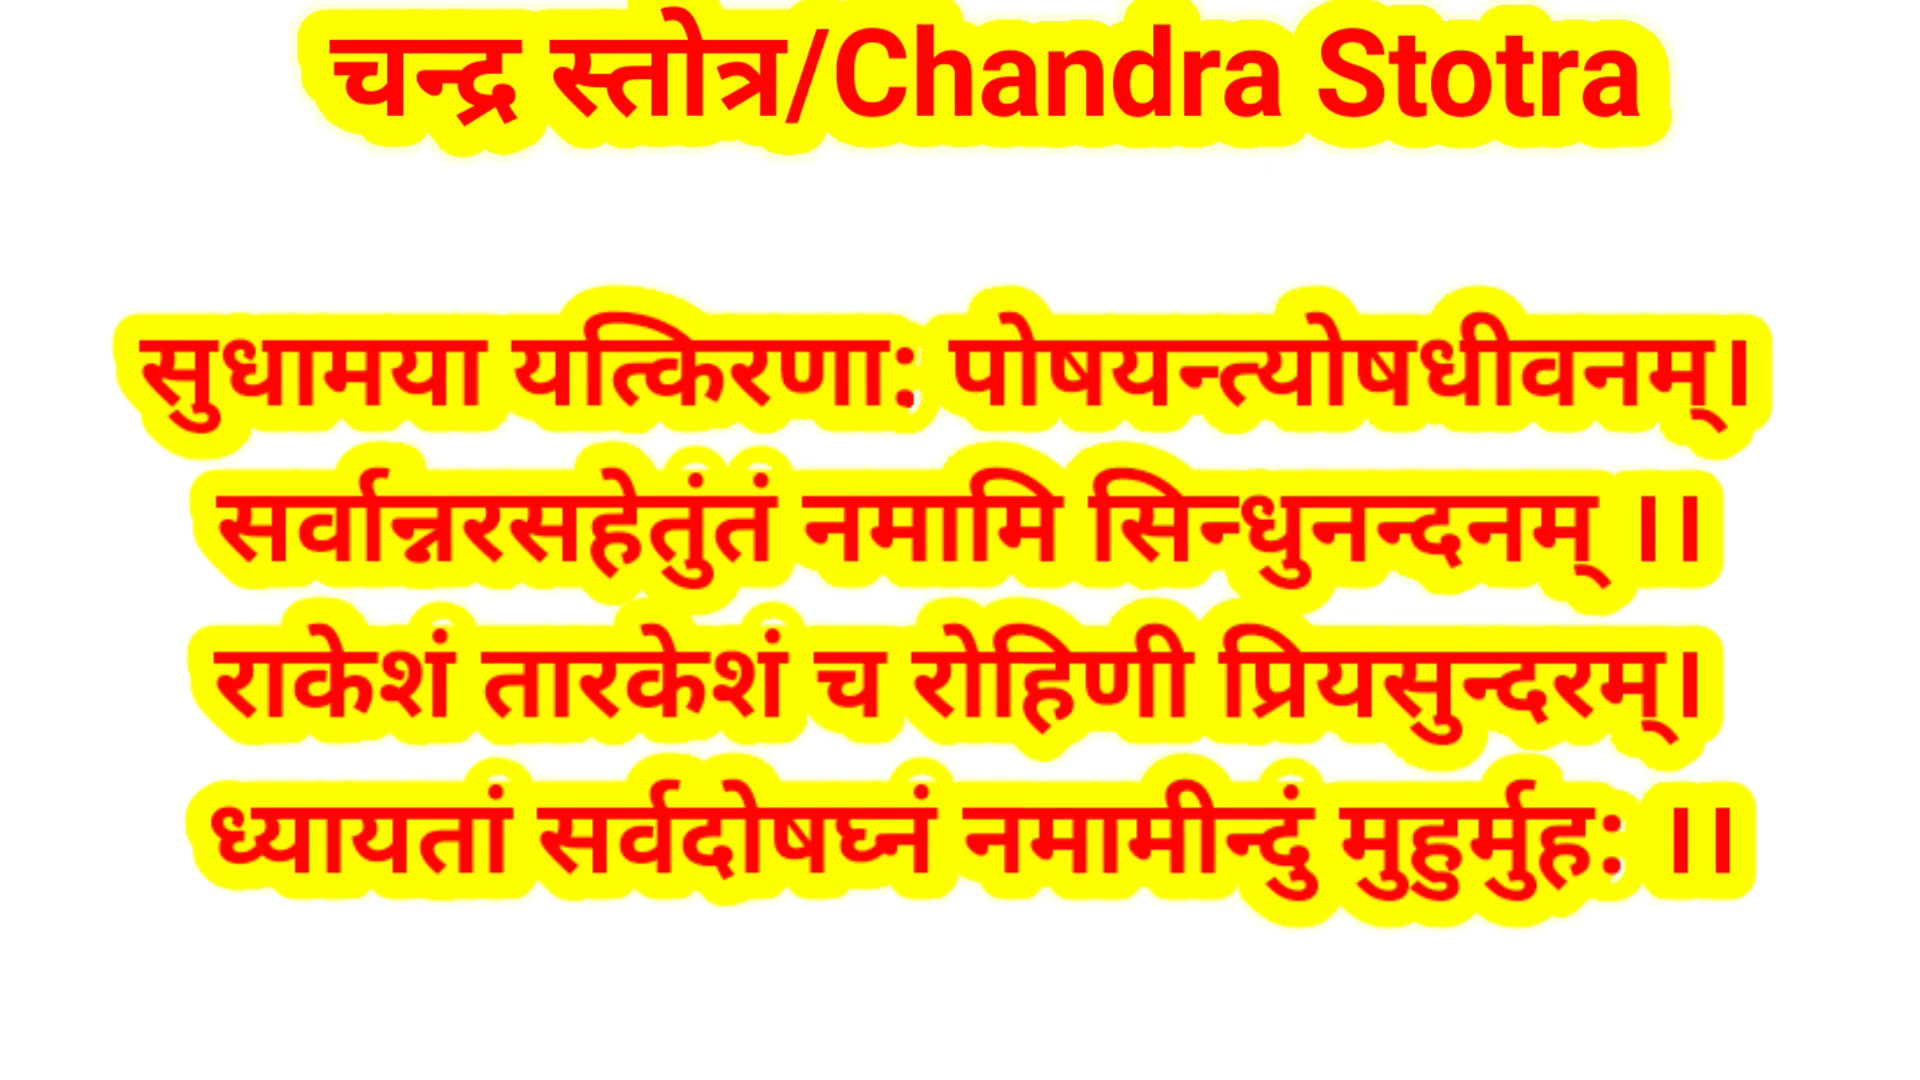 चन्द्र स्तोत्र/Chandra Stotra
सुधामया यत्किरणा: पोषयन्त्योषधीवनम्।
सर्वान्नरसहेतुंतं नमामि सिन्धुनन्दनम् ।।
राकेशं तारकेशं च रोहिणी प्रियसुन्दरम्।
ध्यायतां सर्वदोषघ्नं नमामीन्दुं मुहुर्मुह: ।।